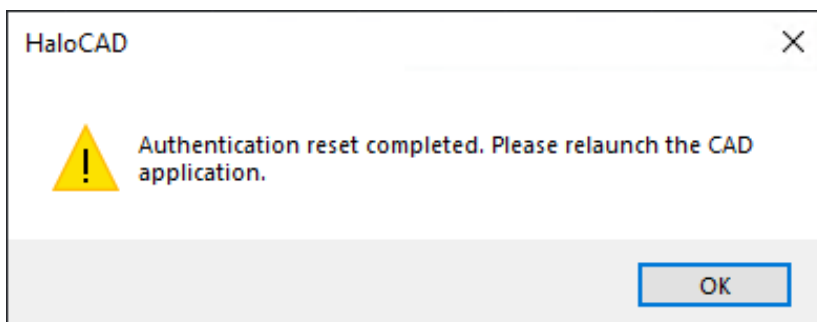 HaloCAD
Authentication reset completed. Please relaunch the CAD
application.
OK